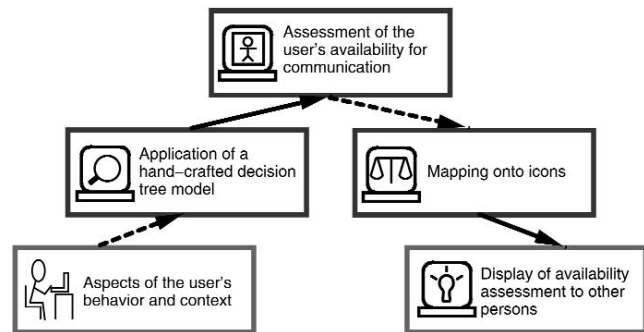 Assessment of the
user's availability for
communication
Application of a
hand−crafted decision
tree model
Mapping onto icons
Aspects of the user's
behavior and context
Display of availability
assessment to other
persons